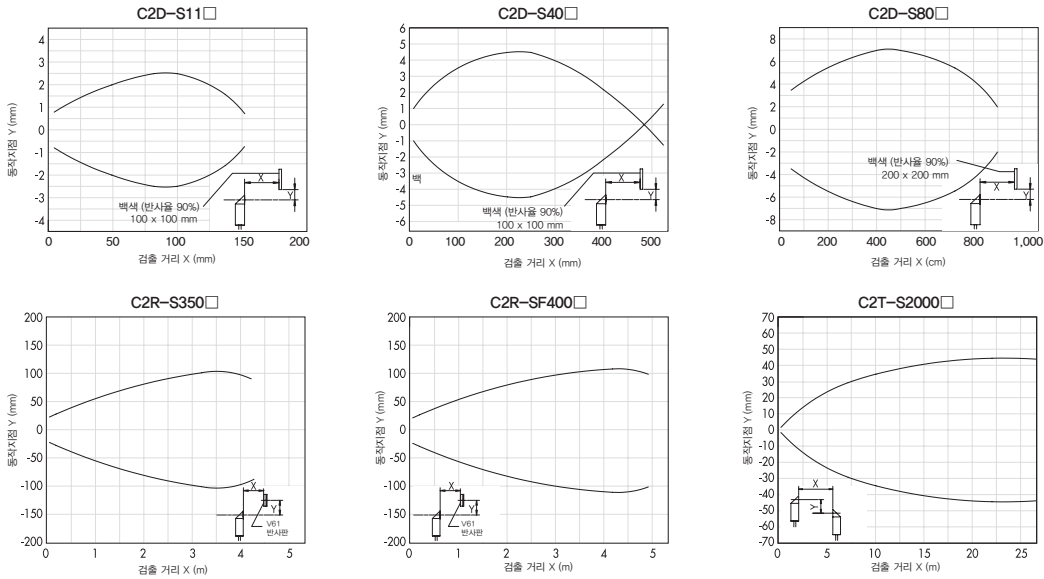 C2D-S11□
4
3
2
1
0
-1
-2
-3
-4
동작지점 Y (mm)
X
Y
백색 (반사율 90%)
100 x 100 mm
0 50 100 150 200
검출 거리 X (mm)
C2D-S40□
6
5
4
3
2
1
0
-1
-2
-3
-4
-5
-6
동작지점 Y (mm)
백
X
Y
백색 (반사율 90%)
100 x 100 mm
0 100 200 300 400 500
검출 거리 X (mm)
C2D-S80□
8
6
4
2
0
-2
-4
-6
-8
동작지점 Y (mm)
백색 (반사율 90%)
200 x 200 mm
X
Y
0 200 400 600 800 1,000
검출 거리 X (cm)
C2R-S350□
200
150
100
50
0
-50
-100
-150
-200
동작지점 Y (mm)
X
Y
V61
반사판
0 1 2 3 4 5
검출 거리 X (m)
C2R-SF400□
200
150
100
50
0
-50
-100
-150
-200
동작지점 Y (mm)
X
Y
V61
반사판
0 1 2 3 4 5
검출 거리 X (m)
C2T-S2000□
70
60
50
40
30
20
10
0
-10
-20
-30
-40
-50
-60
-70
동작지점 Y (mm)
X
Y
0 5 10 15 20 25
검출 거리 X (m)